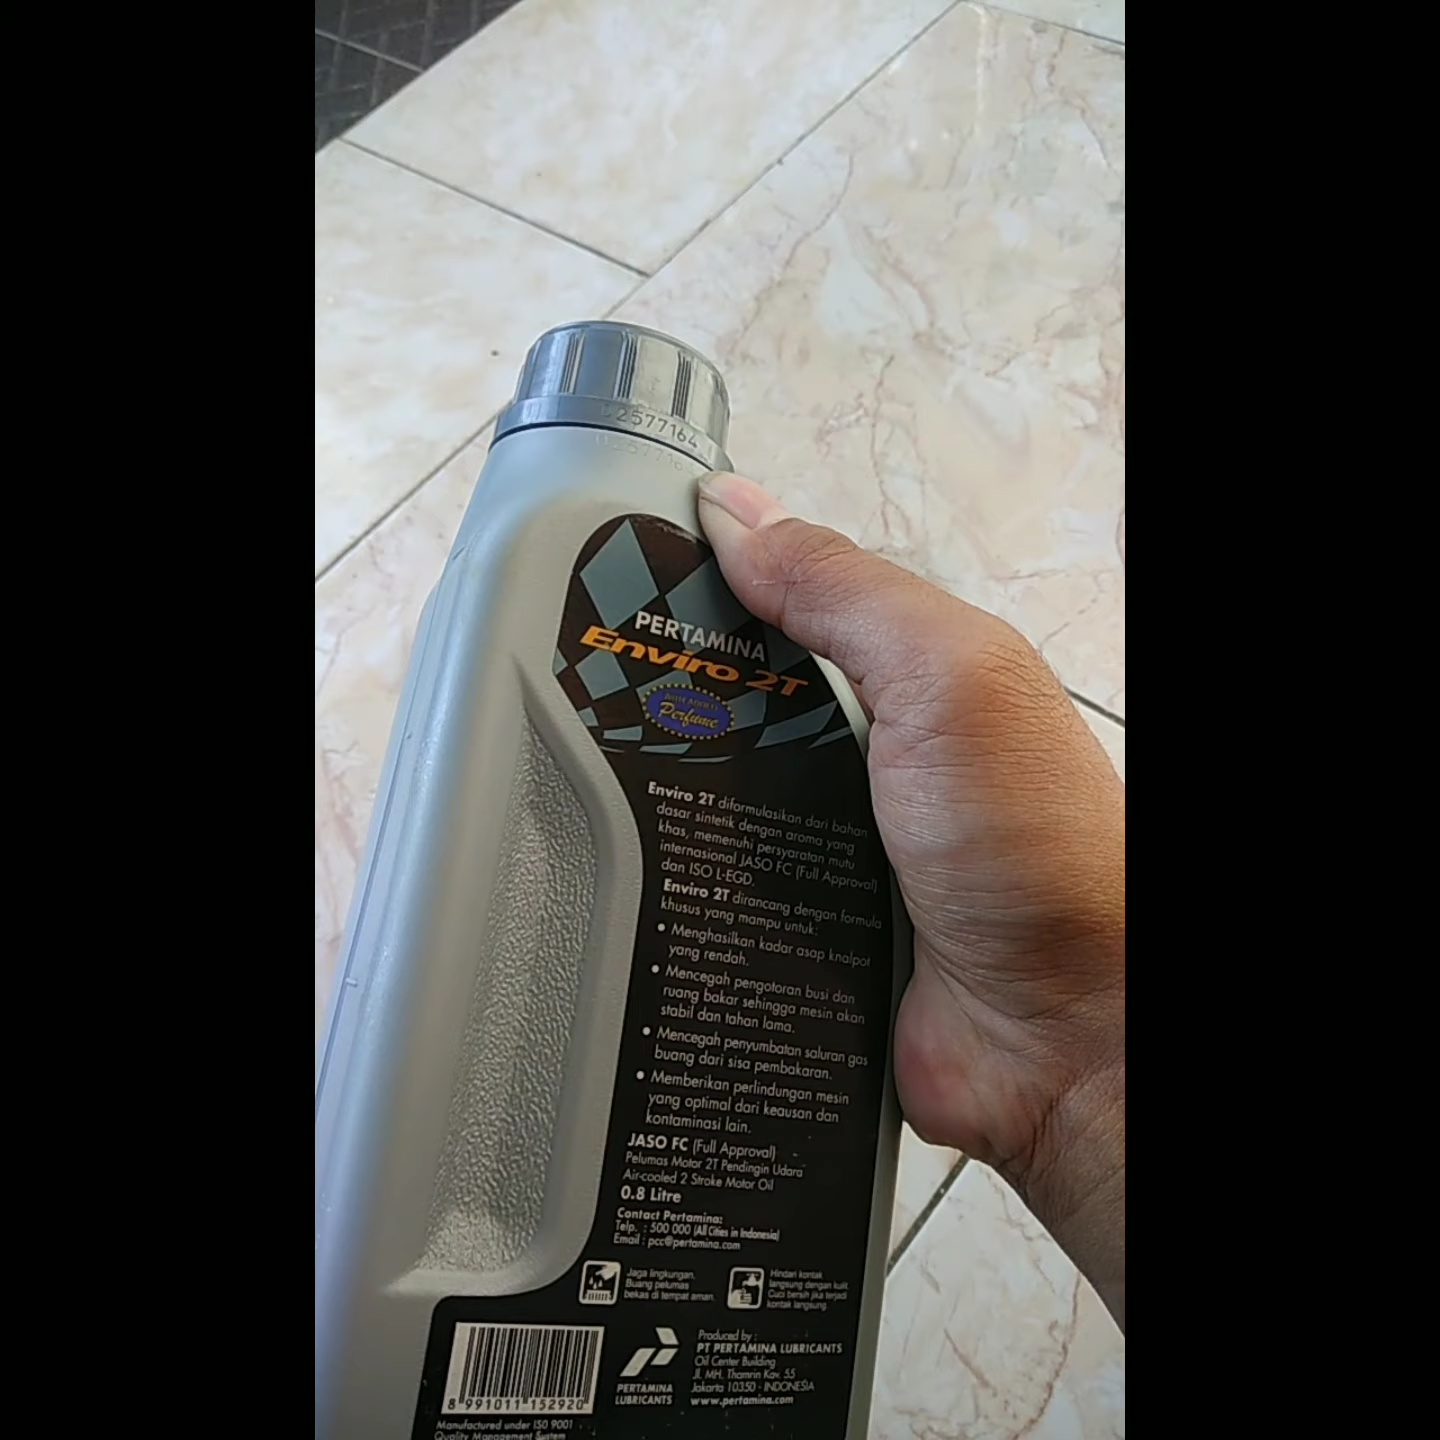 2577164
PERTAMINA
Enviro 2T
WITH ADDED
Perfume
Enviro 2T diformulasikan dari bahan
dasar sintetik dengan aroma yang
khas, memenuhi persyaratan mutu
internasional JASO FC (Full Approval)
dan ISO L-EGD.
Enviro 2T dirancang dengan formula
khusus yang mampu untuk:
• Menghasilkan kadar asap knalpot
yang rendah.
• Mencegah pengotoran busi dan
ruang bakar sehingga mesin akan
stabil dan tahan lama.
• Mencegah penyumbatan saluran gas
buang dari sisa pembakaran.
• Memberikan perlindungan mesin
yang optimal dari keausan dan
kontaminasi lain.
JASO FC (Full Approval)
Pelumas Motor 2T Pendingin Udara
Air-cooled 2 Stroke Motor Oil
0.8 Litre
Contact Pertamina:
Telp. : 500 000 (All Cities in Indonesia)
Email : pcc@pertamina.com
Jaga lingkungan.
Buang pelumas
bekas di tempat aman.
Hindari kontak
langsung dengan kulit.
Cuci bersih jika terjadi
kontak langsung.
8 991011 152920
PERTAMINA
LUBRICANTS
Produced by :
PT PERTAMINA LUBRICANTS
Oil Center Building
Jl. MH. Thamrin Kav. 55
Jakarta 10350 - INDONESIA
www.pertamina.com
Manufactured under ISO 9001
Quality Management System